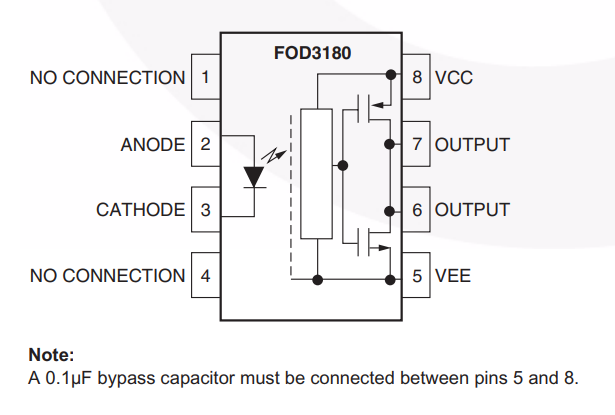 FOD3180
NO CONNECTION 1
8 VCC
ANODE 2
7 OUTPUT
CATHODE 3
6 OUTPUT
NO CONNECTION 4
5 VEE
Note:
A 0.1µF bypass capacitor must be connected between pins 5 and 8.